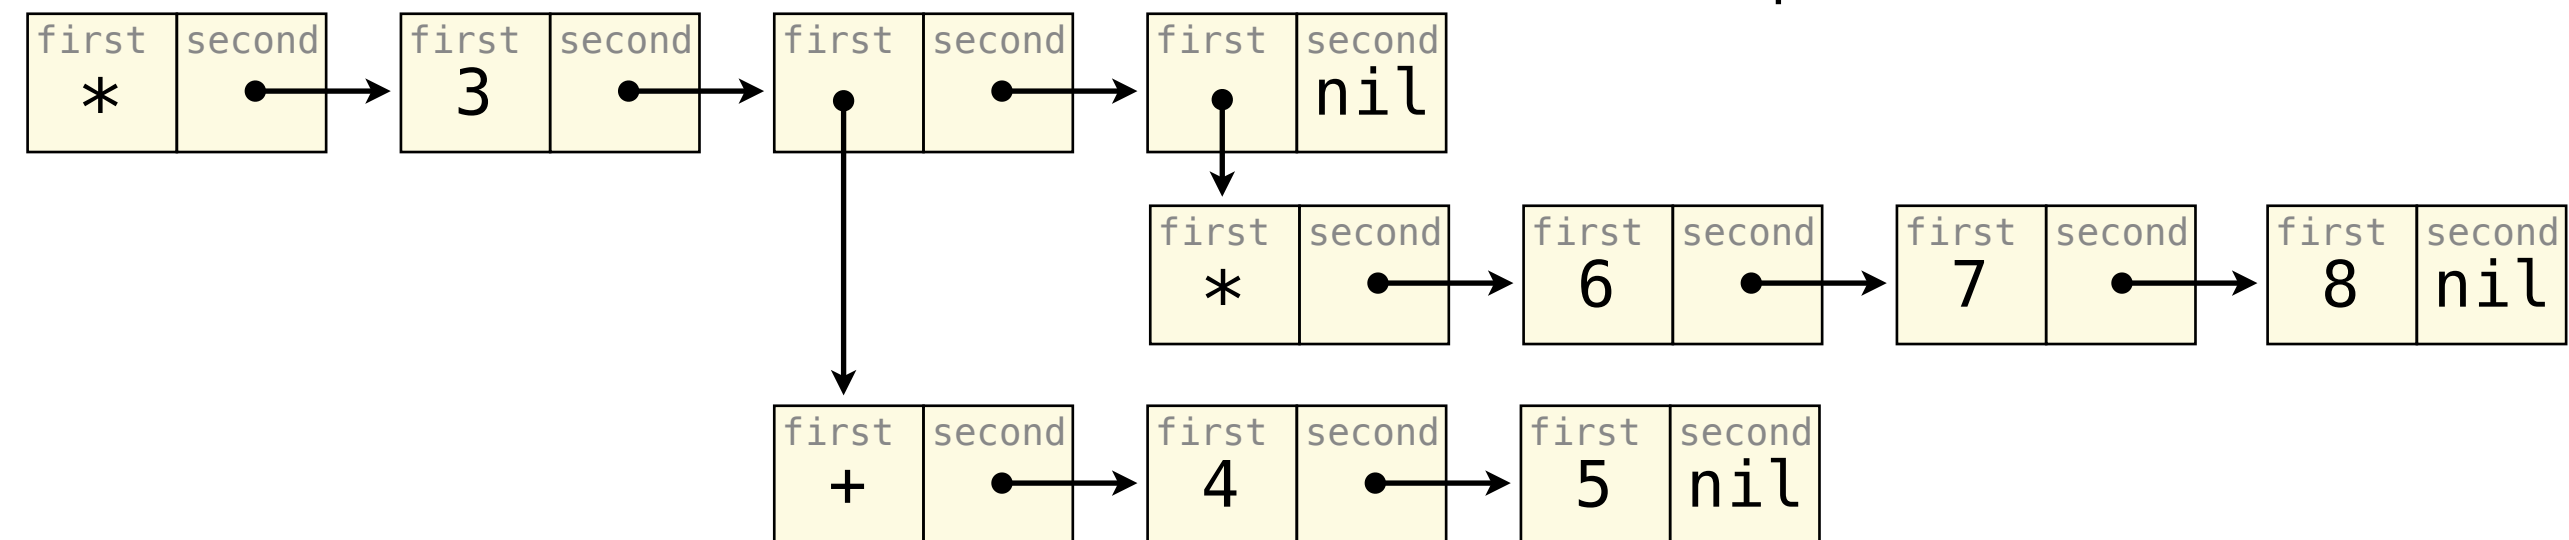 first second first second first second first second
* 3 nil
first second first second first second first second
* 6 7 8 nil
first second first second first second
+ 4 5 nil